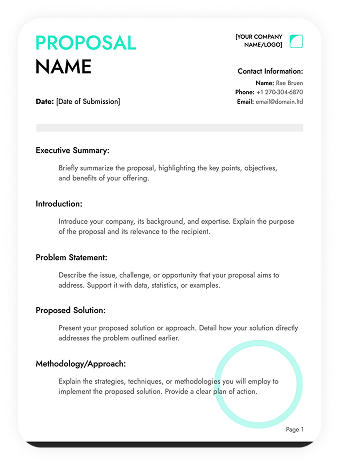 PROPOSAL
NAME
[YOUR COMPANY
NAME/LOGO]
Contact Information:
Name: Rae Bruen
Phone: +1 270-304-6870
Email: email@domain.ltd
Date: [Date of Submission]
Executive Summary:
Briefly summarize the proposal, highlighting the key points, objectives,
and benefits of your offering.
Introduction:
Introduce your company, its background, and expertise. Explain the purpose
of the proposal and its relevance to the recipient.
Problem Statement:
Describe the issue, challenge, or opportunity that your proposal aims to
address. Support it with data, statistics, or examples.
Proposed Solution:
Present your proposed solution or approach. Detail how your solution directly
addresses the problem outlined earlier.
Methodology/Approach:
Explain the strategies, techniques, or methodologies you will employ to
implement the proposed solution. Provide a clear plan of action.
Page 1